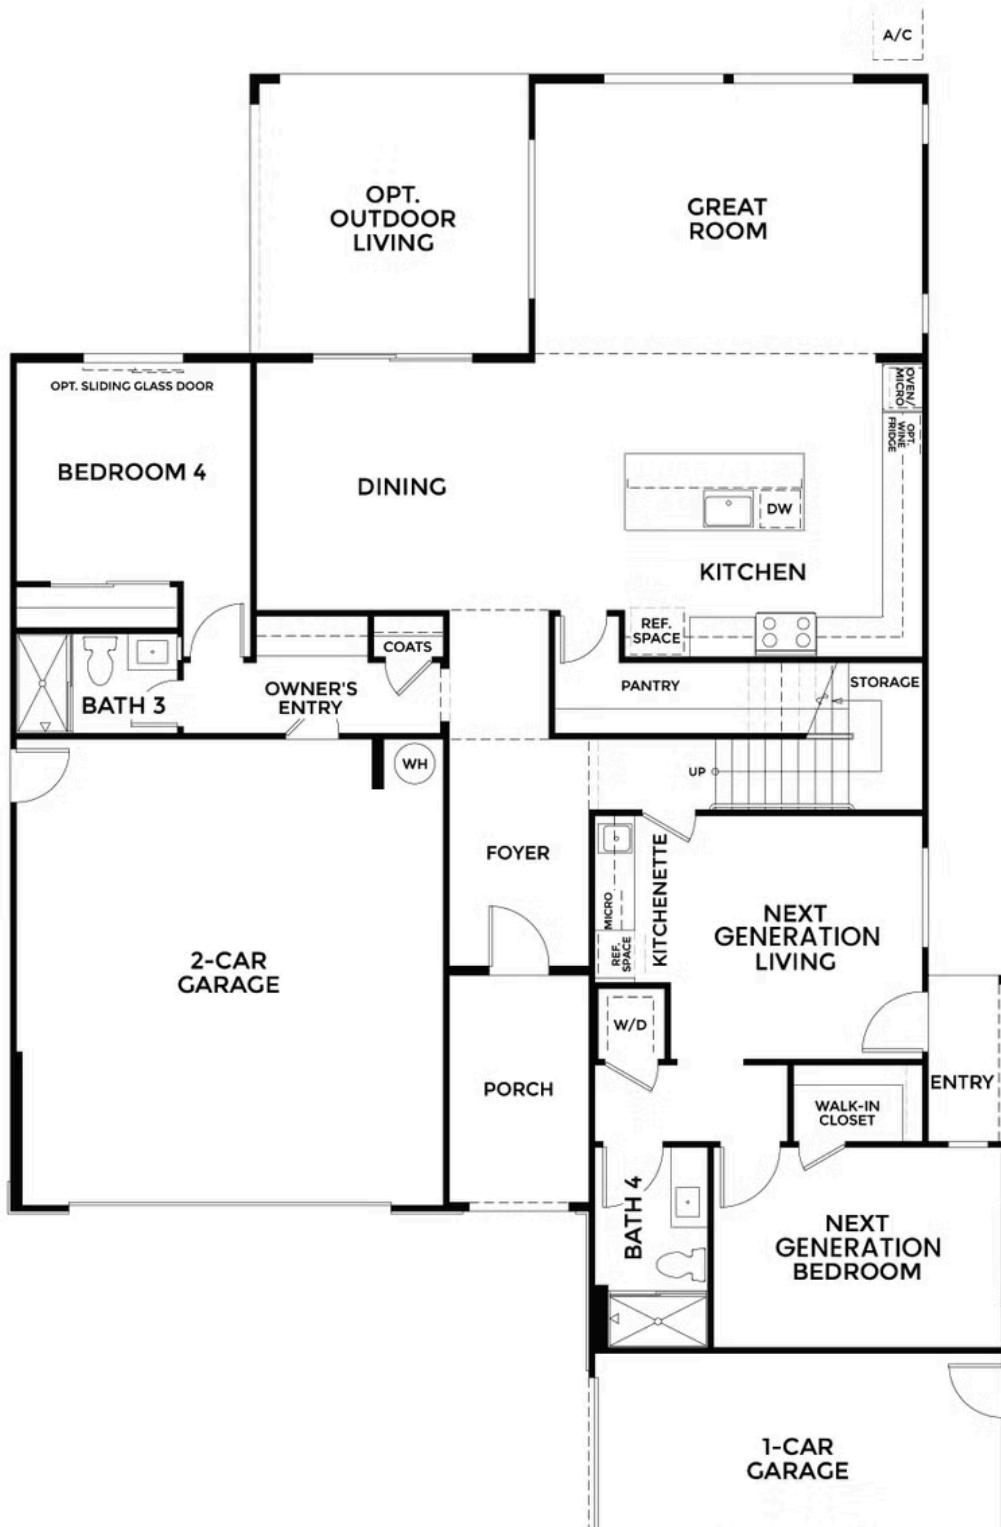 A/C
OPT.
OUTDOOR
LIVING
GREAT
ROOM
OPT. SLIDING GLASS DOOR
OVEN/
MICRO
OPT.
WINE
FRIDGE
BEDROOM 4
DINING
DW
KITCHEN
REF.
SPACE
COATS
PANTRY
STORAGE
OWNER'S
ENTRY
BATH 3
WH
UP
FOYER
KITCHENETTE
MICRO
REF.
SPACE
NEXT
GENERATION
LIVING
2-CAR
GARAGE
W/D
PORCH
ENTRY
WALK-IN
CLOSET
BATH 4
NEXT
GENERATION
BEDROOM
1-CAR
GARAGE